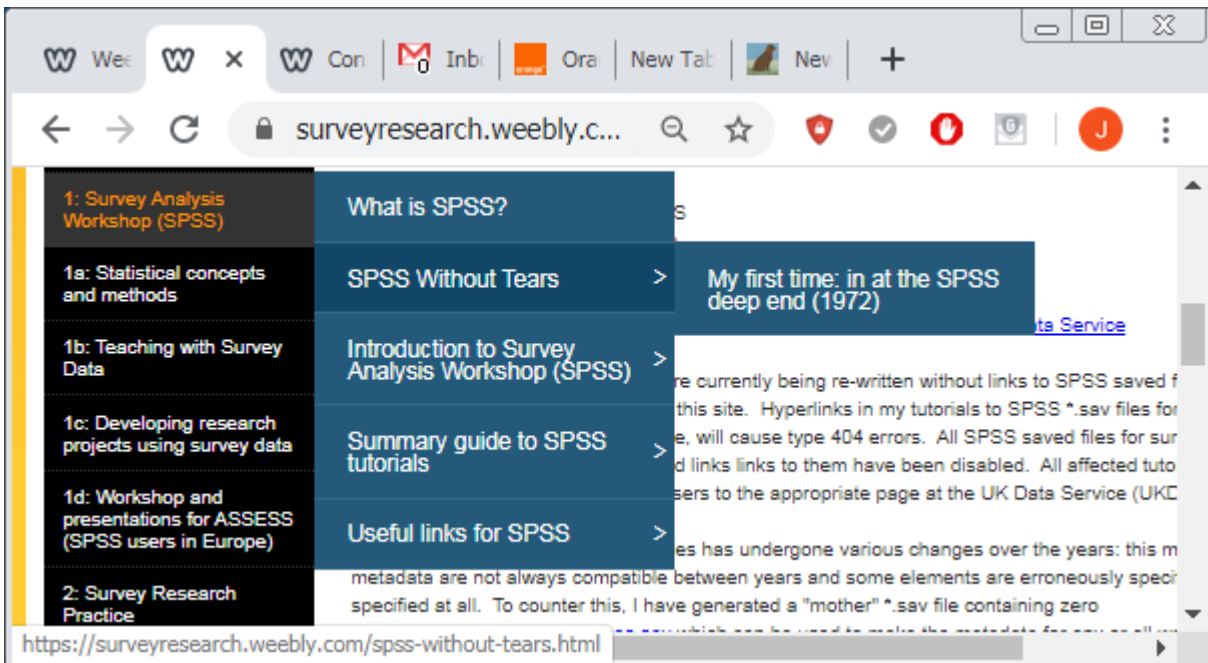 Wee
Con
Inb
Ora
New Tab
New
surveyresearch.weebly.c...
J
1: Survey Analysis
Workshop (SPSS)
1a: Statistical concepts
and methods
1b: Teaching with Survey
Data
1c: Developing research
projects using survey data
1d: Workshop and
presentations for ASSESS
(SPSS users in Europe)
2: Survey Research
Practice
What is SPSS?
SPSS Without Tears >
Introduction to Survey
Analysis Workshop (SPSS) >
Summary guide to SPSS
tutorials >
Useful links for SPSS >
My first time: in at the SPSS
deep end (1972)
ta Service
re currently being re-written without links to SPSS saved f
this site. Hyperlinks in my tutorials to SPSS *.sav files for
e, will cause type 404 errors. All SPSS saved files for sur
d links links to them have been disabled. All affected tuto
sers to the appropriate page at the UK Data Service (UKD
es has undergone various changes over the years: this m
metadata are not always compatible between years and some elements are erroneously specif
specified at all. To counter this, I have generated a "mother" *.sav file containing zero
https://surveyresearch.weebly.com/spss-without-tears.html